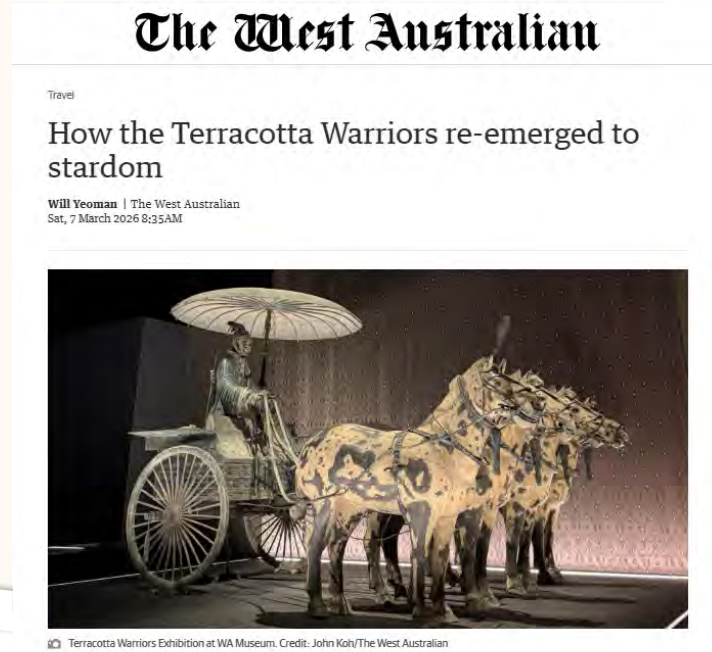 The West Australian
Travel
How the Terracotta Warriors re-emerged to
stardom
Will Yeoman | The West Australian
Sat, 7 March 2026 8:35AM
Terracotta Warriors Exhibition at WA Museum. Credit: John Koh/The West Australian